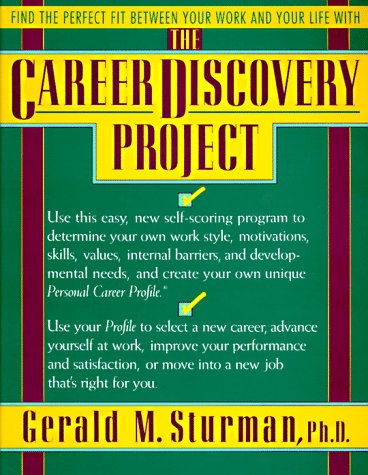 FIND THE PERFECT FIT BETWEEN YOUR WORK AND YOUR LIFE WITH
THE
CAREER DISCOVERY
PROJECT
Use this easy, new self-scoring program to
determine your own work style, motivations,
skills, values, internal barriers, and develop-
mental needs, and create your own unique
Personal Career Profile.®
Use your Profile to select a new career, advance
yourself at work, improve your performance
and satisfaction, or move into a new job
that's right for you.
Gerald M. Sturman, Ph.D.